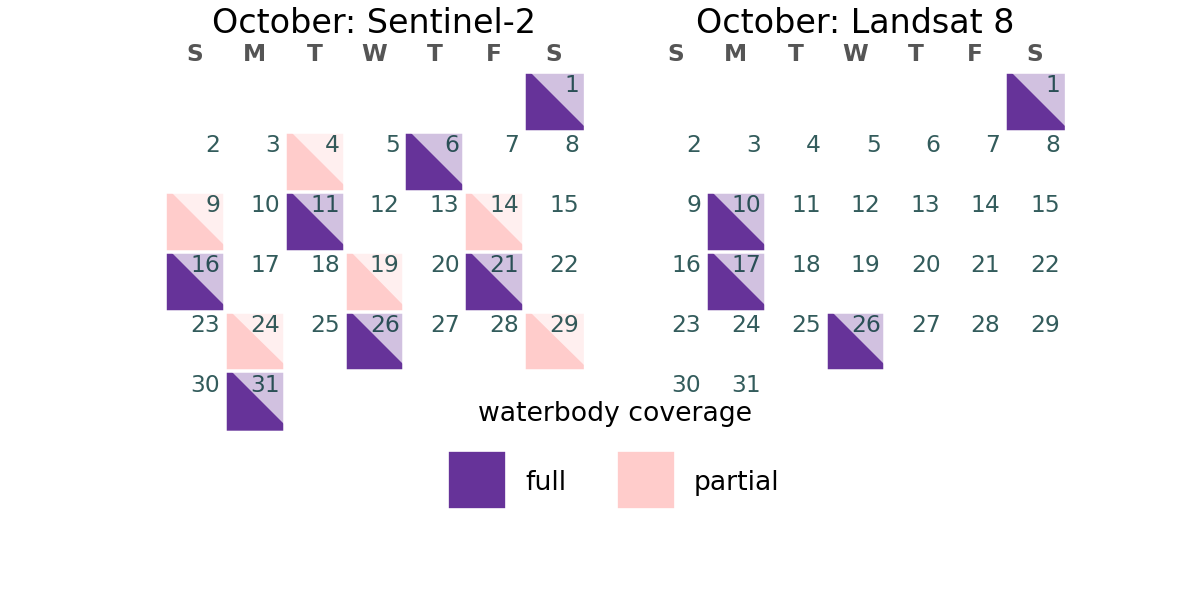 October: Sentinel-2
S M T W T F S
1
2 3 4 5 6 7 8
9 10 11 12 13 14 15
16 17 18 19 20 21 22
23 24 25 26 27 28 29
30 31
October: Landsat 8
S M T W T F S
1
2 3 4 5 6 7 8
9 10 11 12 13 14 15
16 17 18 19 20 21 22
23 24 25 26 27 28 29
30 31
waterbody coverage
full partial